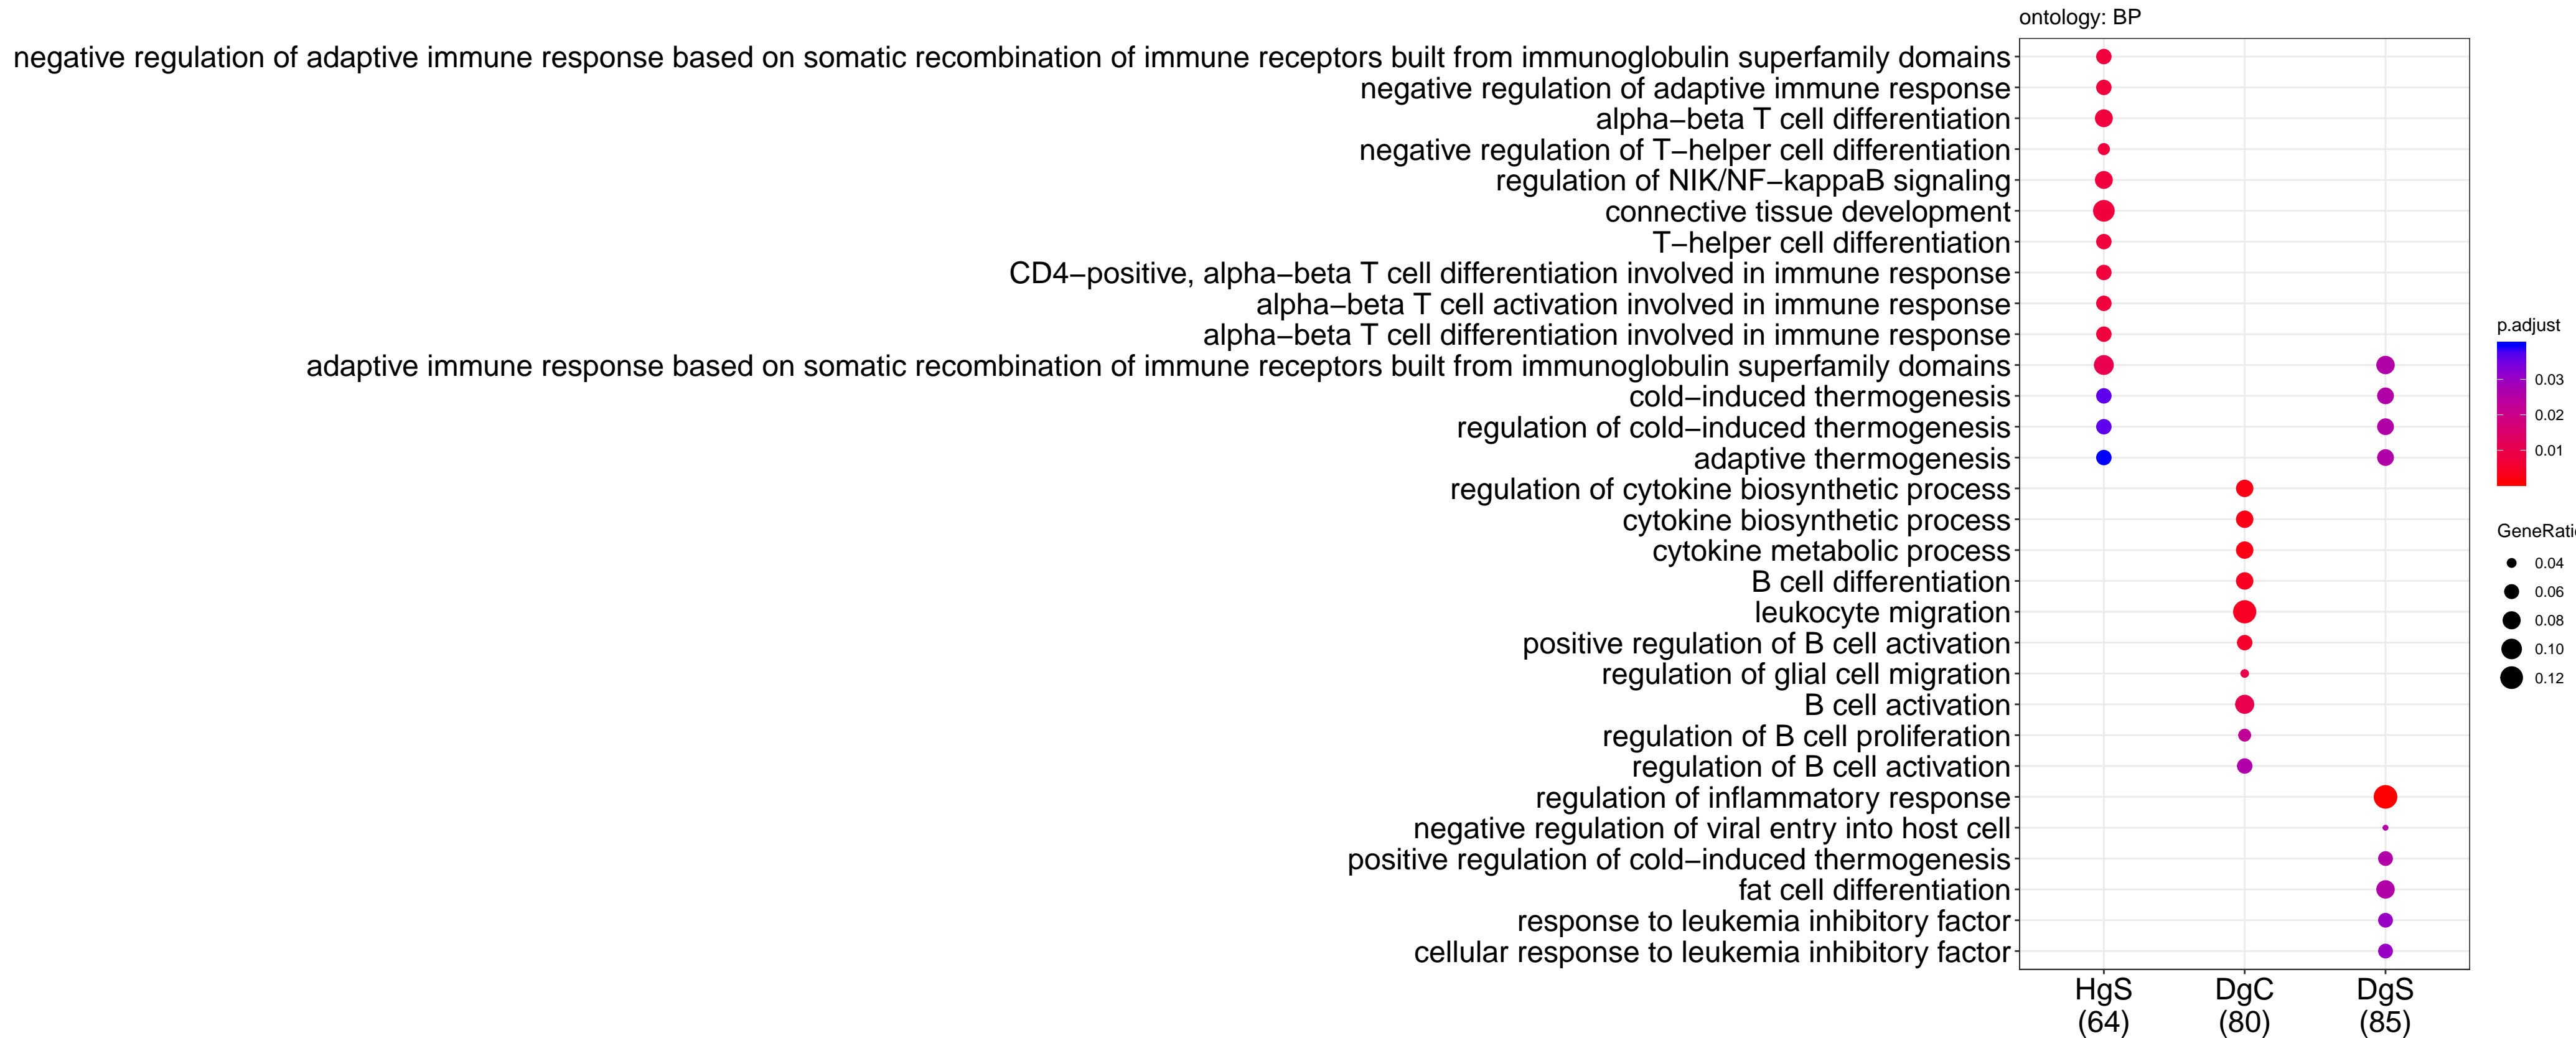 ontology: BP
negative regulation of adaptive immune response based on somatic recombination of immune receptors built from immunoglobulin superfamily domains
negative regulation of adaptive immune response
alpha−beta T cell differentiation
negative regulation of T−helper cell differentiation
regulation of NIK/NF−kappaB signaling
connective tissue development
T−helper cell differentiation
CD4−positive, alpha−beta T cell differentiation involved in immune response
alpha−beta T cell activation involved in immune response
alpha−beta T cell differentiation involved in immune response
adaptive immune response based on somatic recombination of immune receptors built from immunoglobulin superfamily domains
cold−induced thermogenesis
regulation of cold−induced thermogenesis
adaptive thermogenesis
regulation of cytokine biosynthetic process
cytokine biosynthetic process
cytokine metabolic process
B cell differentiation
leukocyte migration
positive regulation of B cell activation
regulation of glial cell migration
B cell activation
regulation of B cell proliferation
regulation of B cell activation
regulation of inflammatory response
negative regulation of viral entry into host cell
positive regulation of cold−induced thermogenesis
fat cell differentiation
response to leukemia inhibitory factor
cellular response to leukemia inhibitory factor
HgS DgC DgS
(64) (80) (85)
p.adjust
0.03
0.02
0.01
GeneRati
0.04
0.06
0.08
0.10
0.12